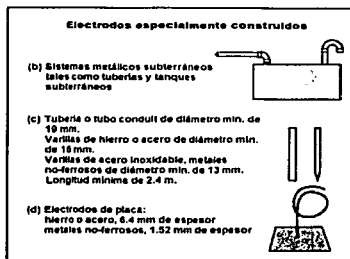 Electrodos especialmente construidos
(b) Sistemas metálicos subterráneos
tales como tuberías y tanques
subterráneos
(c) Tubería o tubo conduit de diámetro min. de
19 mm.
Varillas de hierro o acero de diámetro min.
de 16 mm.
Varillas de acero inoxidable, metales
no-ferrosos de diámetro min. de 13 mm.
Longitud mínima de 2.4 m.
(d) Electrodos de placa:
hierro o acero, 6.4 mm de espesor
metales no-ferrosos, 1.52 mm de espesor